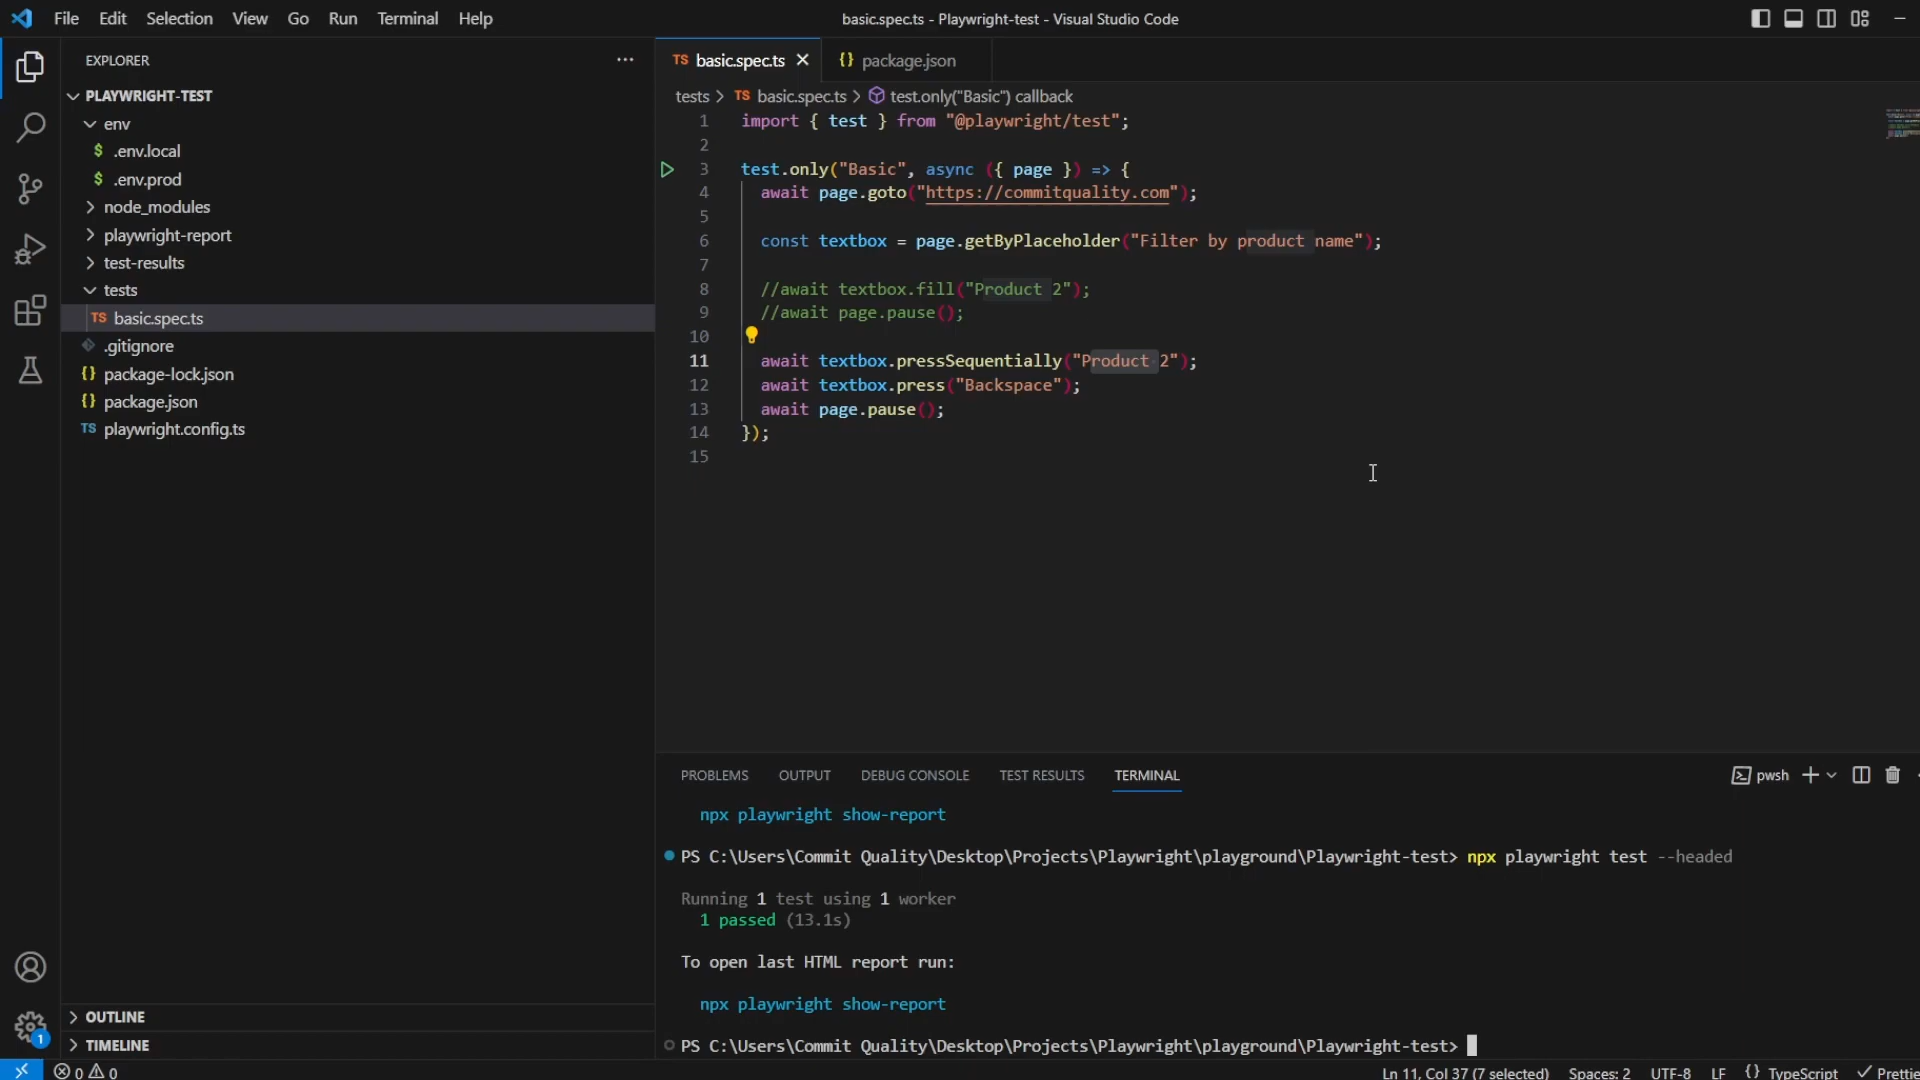 File Edit Selection View Go Run Terminal Help
basic.spec.ts - Playwright-test - Visual Studio Code
EXPLORER
PLAYWRIGHT-TEST
env
$ .env.local
$ .env.prod
node_modules
playwright-report
test-results
tests
TS basic.spec.ts
.gitignore
{} package-lock.json
{} package.json
TS playwright.config.ts
OUTLINE
TIMELINE
1
TS basic.spec.ts
{} package.json
tests > TS basic.spec.ts > test.only("Basic") callback
1 import { test } from "@playwright/test";
2
3 test.only("Basic", async ({ page }) => {
4 await page.goto("https://commitquality.com");
5
6 const textbox = page.getByPlaceholder("Filter by product name");
7
8 //await textbox.fill("Product 2");
9 //await page.pause();
10
11 await textbox.pressSequentially("Product 2");
12 await textbox.press("Backspace");
13 await page.pause();
14 });
15
PROBLEMS OUTPUT DEBUG CONSOLE TEST RESULTS TERMINAL
pwsh
npx playwright show-report
PS C:\Users\Commit Quality\Desktop\Projects\Playwright\playground\Playwright-test> npx playwright test --headed
Running 1 test using 1 worker
1 passed (13.1s)
To open last HTML report run:
npx playwright show-report
PS C:\Users\Commit Quality\Desktop\Projects\Playwright\playground\Playwright-test>
0 0
Ln 11, Col 37 (7 selected) Spaces: 2 UTF-8 LF {} TypeScript Prettie